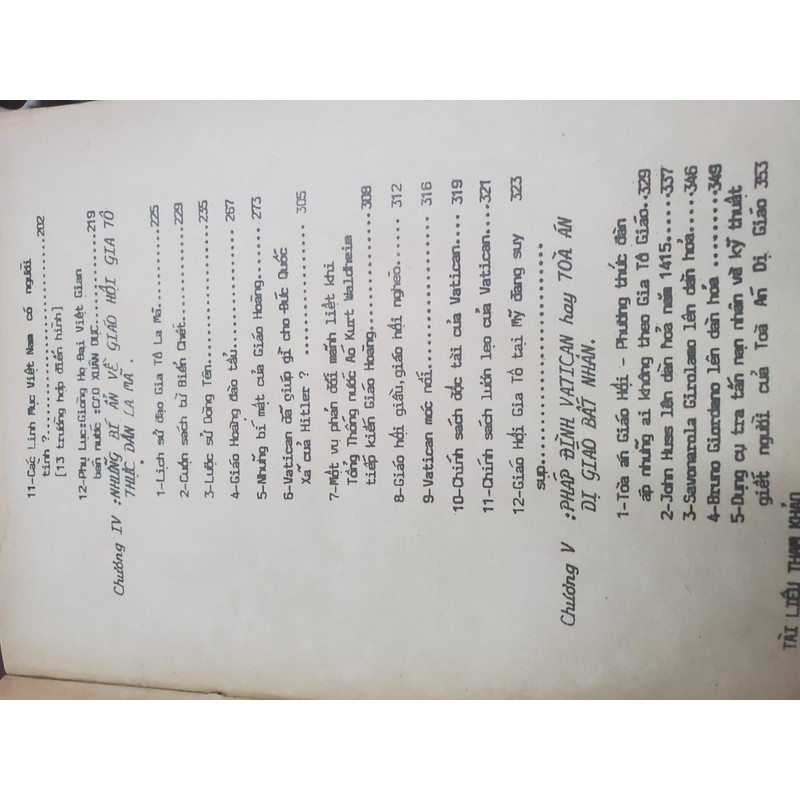 11-Các Linh Mục Việt Nam có người
tình ?.........................202
[13 trường hợp điển hình]
12-Phụ Lục:Giòng Họ Đại Việt Gian
bán nước :C/O XUÂN DỤC.............219
Chương IV :NHỮNG BÍ ẨN VỀ GIÁO HỘI GIA TÔ
THỰC DÂN LA MÃ .
1-Lịch sử đạo Gia Tô La Mã........225
2-Cuốn sách từ Biển Chết..........229
3-Lược sử Dòng Tên................235
4-Giáo Hoàng đào tẩu..............267
5-Những bí mật của Giáo Hoàng.....273
6-Vatican đã giúp gì cho Đức Quốc
Xã của Hitler ? ................ 305
7-Một vụ phản đối mãnh liệt khi
Tổng Thống nước Áo Kurt Waldheim
tiếp kiến Giáo Hoàng............308
8-Giáo hội giầu,giáo hội nghèo..... 312
9-Vatican móc nối................. 316
10-Chính sách độc tài của Vatican.... 319
11-Chính sách lươn lẹo của Vatican....321
12-Giáo Hội Gia Tô tại Mỹ đang suy 323
sụp..........................
Chương V :PHÁP ĐÌNH VATICAN hay TOÀ ÁN
DỊ GIÁO BẤT NHÂN.
1-Tòa án Giáo Hội - Phương thức đàn
áp những ai không theo Gia Tô Giáo..329
2-John Huss lên dàn hoả năm 1415.....337
3-Savonarola Girolamo lên dàn hỏa....346
4-Bruno Giordano lên dàn hỏa ........349
5-Dụng cụ tra tấn nạn nhân và kỹ thuật
giết người của Toà Án Dị Giáo 353
TÀI LIỆU THAM KHẢO